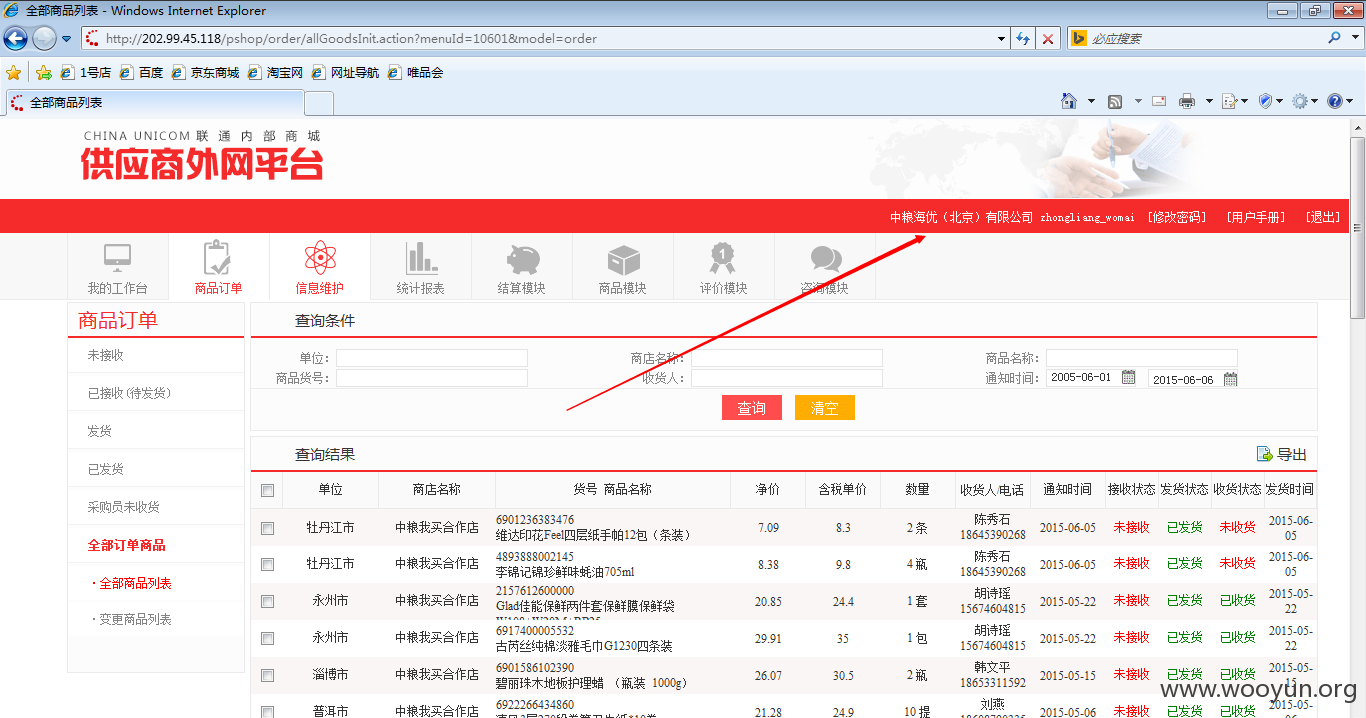 全部商品列表 - Windows Internet Explorer
http://202.99.45.118/pshop/order/allGoodsInit.action?menuId=10601&model=order
必应搜索
1号店 百度 京东商城 淘宝网 网址导航 唯品会
全部商品列表
CHINA UNICOM 联通内部商城
供应商外网平台
中粮海优（北京）有限公司 zhongliang_womai [修改密码] [用户手册] [退出]
我的工作台 商品订单 信息维护 统计报表 结算模块 商品模块 评价模块 咨询模块
商品订单
未接收
已接收(待发货)
发货
已发货
采购员未收货
全部订单商品
·全部商品列表
·变更商品列表
查询条件
单位： 商店名称： 商品名称：
商品货号： 收货人： 通知时间： 2005-06-01 2015-06-06
查询 清空
查询结果 导出
单位 商店名称 货号 商品名称 净价 含税单价 数量 收货人/电话 通知时间 接收状态 发货状态 收货状态 发货时间
牡丹江市 中粮我买合作店 6901236383476 维达印花Feel四层纸手帕12包（条装） 7.09 8.3 2 条 陈秀石 18645390268 2015-06-05 未接收 已发货 未收货 2015-06-05
牡丹江市 中粮我买合作店 4893888002145 李锦记锦珍鲜味蚝油705ml 8.38 9.8 4 瓶 陈秀石 18645390268 2015-06-05 未接收 已发货 未收货 2015-06-05
永州市 中粮我买合作店 2157612600000 Glad佳能保鲜两件套保鲜膜保鲜袋 20.85 24.4 1 套 胡诗瑶 15674604815 2015-05-22 未接收 已发货 已收货 2015-05-22
永州市 中粮我买合作店 6917400005532 古芮丝纯棉淡雅毛巾G1230四条装 29.91 35 1 包 胡诗瑶 15674604815 2015-05-22 未接收 已发货 已收货 2015-05-22
淄博市 中粮我买合作店 6901586102390 碧丽珠木地板护理蜡 （瓶装 1000g） 26.07 30.5 2 瓶 韩文平 18653311592 2015-05-15 未接收 已发货 已收货 2015-05-15
普洱市 中粮我买合作店 6922266434860 21.28 24.9 10 提 刘燕 2015-05-06 未接收 已发货 已收货 2015-05-
www.wooyun.org